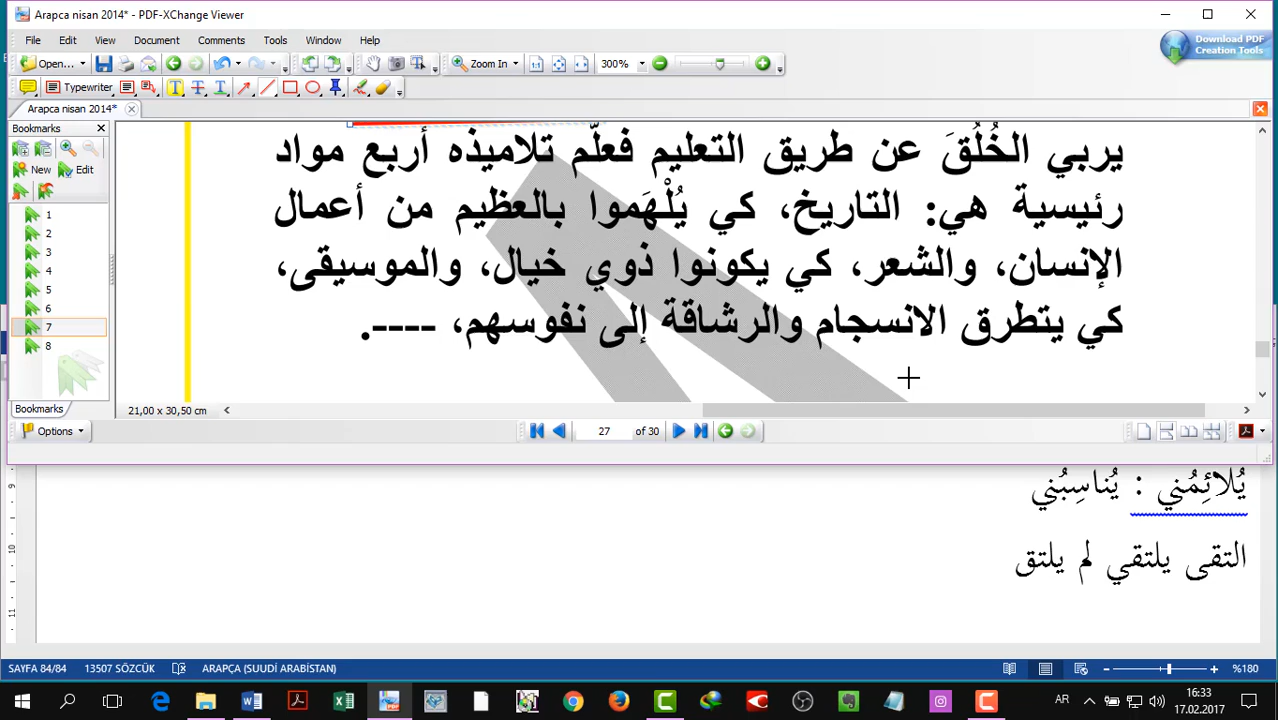 Arapca nisan 2014* - PDF-XChange Viewer
File Edit View Document Comments Tools Window Help
Download PDF
Creation Tools
Open... Zoom In 300%
Typewriter
Arapca nisan 2014*
Bookmarks
New Edit
1
2
3
4
5
6
7
8
Bookmarks
يربي الخُلُقَ عن طريق التعليم فعلّم تلاميذه أربع مواد
رئيسية هي: التاريخ، كي يُلْهَموا بالعظيم من أعمال
الإنسان، والشعر، كي يكونوا ذوي خيال، والموسيقى،
كي يتطرق الانسجام والرشاقة إلى نفوسهم، ----.
21,00 x 30,50 cm
Options 27 of 30
9
10
11
يُلائِمُني : يُناسِبُني
التقى يلتقي لم يلتق
SAYFA 84/84 13507 SÖZCÜK ARAPÇA (SUUDİ ARABİSTAN) %180
AR 16:33
17.02.2017